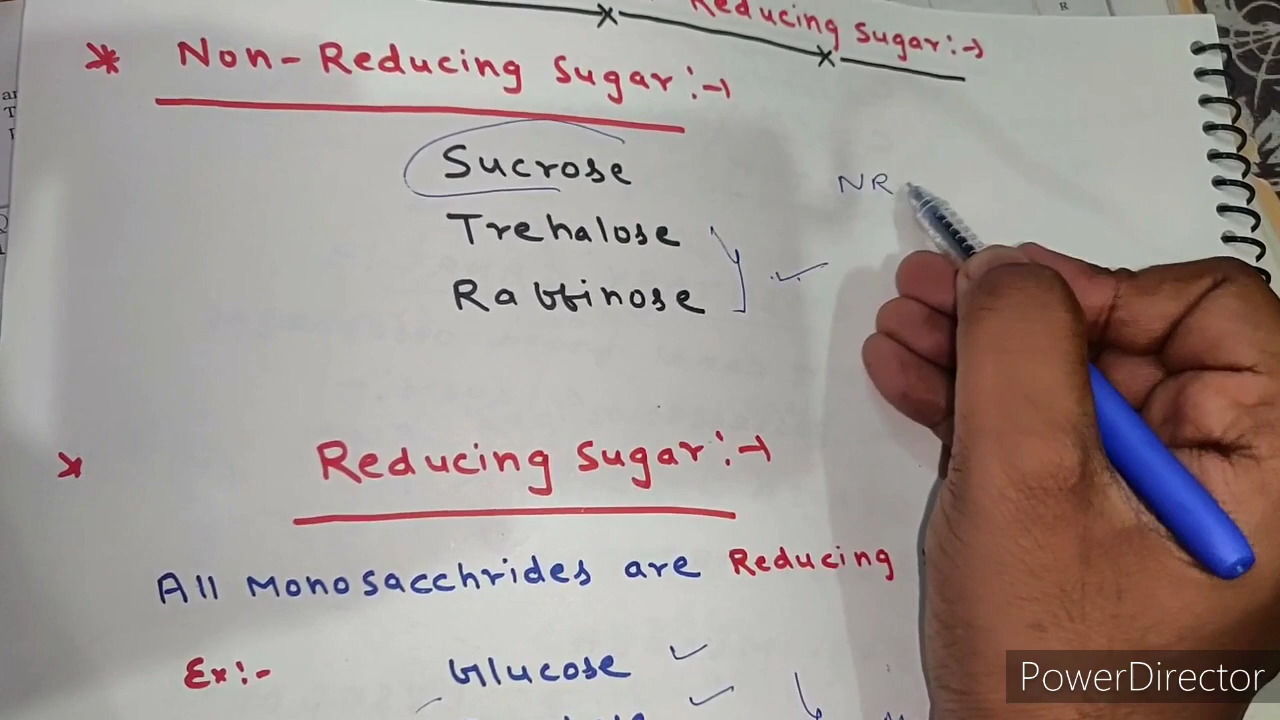 Reducing Sugar:→
* Non-Reducing Sugar:→
Sucrose
NR
Trehalose
Raffinose
* Reducing Sugar:→
All Monosacchrides are Reducing
Ex:-
Glucose
PowerDirector